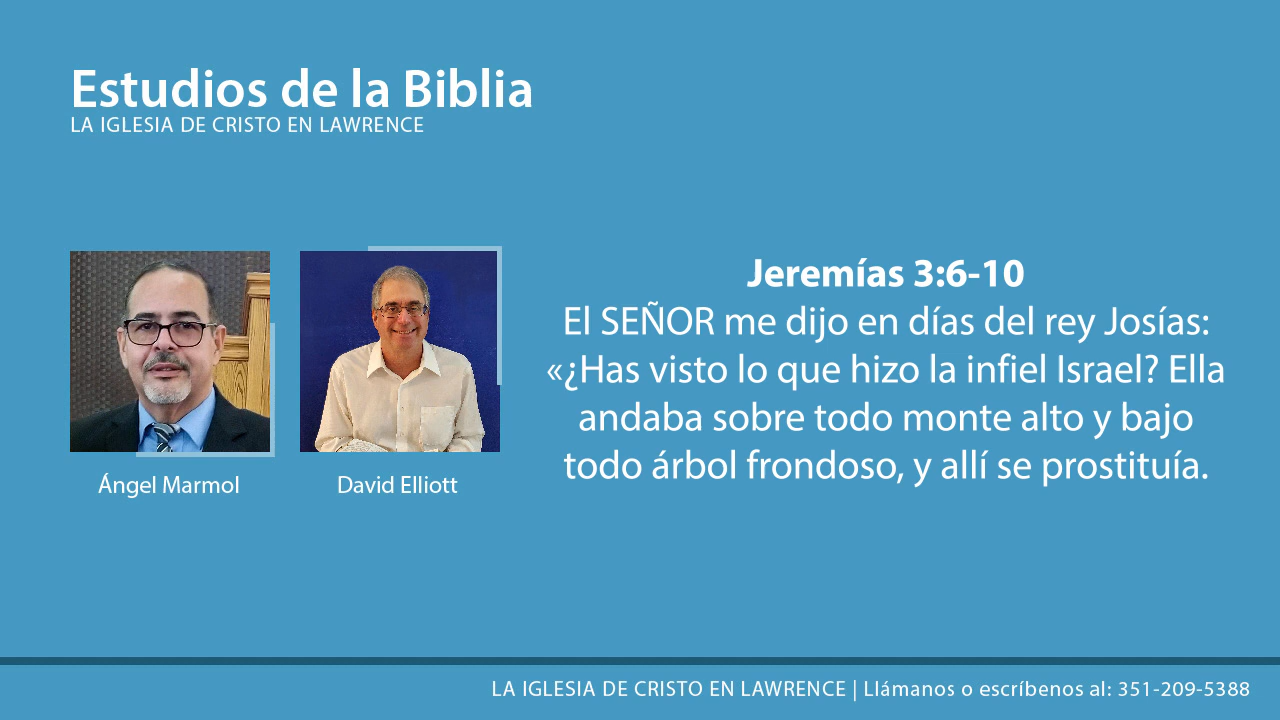 Estudios de la Biblia
LA IGLESIA DE CRISTO EN LAWRENCE
Ángel Marmol
David Elliott
Jeremías 3:6-10
El SEÑOR me dijo en días del rey Josías:
«¿Has visto lo que hizo la infiel Israel? Ella
andaba sobre todo monte alto y bajo
todo árbol frondoso, y allí se prostituía.
LA IGLESIA DE CRISTO EN LAWRENCE | Llámanos o escríbenos al: 351-209-5388